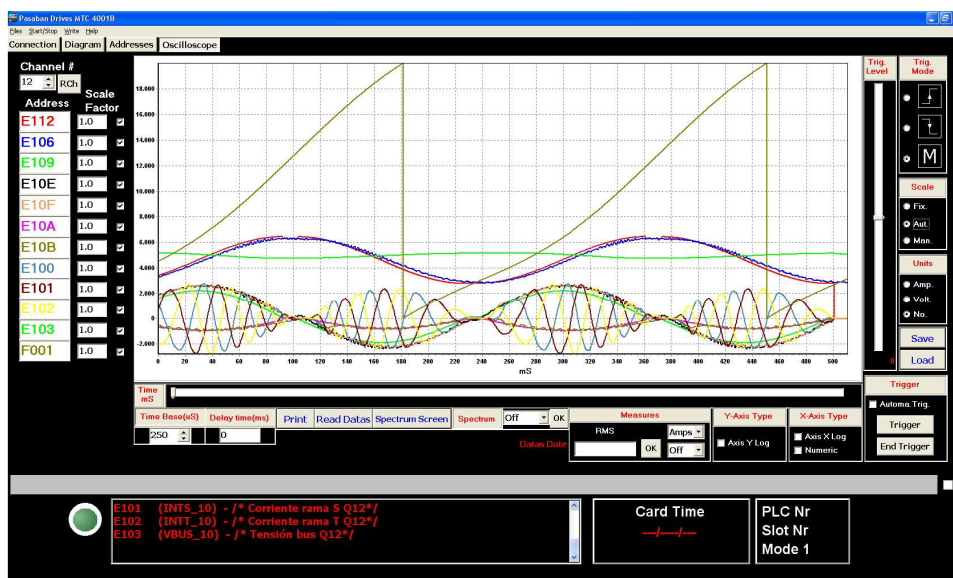 Pasaban Drives MTC 4001B
Files Start/Stop Write Help
Connection Diagram Addresses Oscilloscope
Channel #
12 RCh
Address Scale Factor
E112 1.0
E106 1.0
E109 1.0
E10E 1.0
E10F 1.0
E10A 1.0
E10B 1.0
E100 1.0
E101 1.0
E102 1.0
E103 1.0
F001 1.0
18.000
16.000
14.000
12.000
10.000
8.000
6.000
4.000
2.000
0
-2.000
0 20 40 60 80 100 120 140 160 180 200 220 240 260 280 300 320 340 360 380 400 420 440 460 480 500
mS
Trig. Level
0
Trig. Mode
M
Scale
Fix.
Aut.
Man.
Units
Amp.
Volt.
No.
Save
Load
Time mS
Time Base(uS)
250
Delay time(ms)
0
Print Read Datas Spectrum Screen Spectrum Off OK
Datas Date
Measures
RMS Amps
OK Off
Y-Axis Type
Axis Y Log
X-Axis Type
Axis X Log
Numeric
Trigger
Automa.Trig.
Trigger
End Trigger
E101 (INTS_10) - /* Corriente rama S Q12*/
E102 (INTT_10) - /* Corriente rama T Q12*/
E103 (VBUS_10) - /* Tensión bus Q12*/
Card Time
---/----/---
PLC Nr
Slot Nr
Mode 1